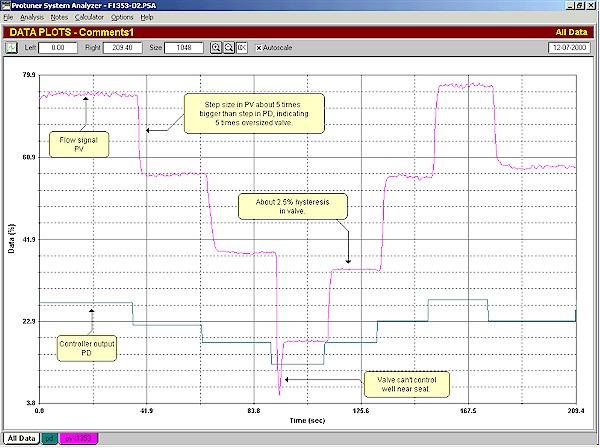 Protuner System Analyzer - F1353-D2.PSA
File Analysis Notes Calculator Options Help
DATA PLOTS - Comments1 All Data
Left 0.00 Right 209.40 Size 1048 Autoscale 12-07-2000
79.9
60.9
41.9
22.9
3.8
Data (%)
Flow signal
PV.
Step size in PV about 5 times
bigger than step in PD, indicating
5 times oversized valve.
About 2.5% hysteresis
in valve.
Controller output
PD
Valve can't control
well near seat.
0.0 41.9 83.8 125.6 167.5 209.4
Time (sec)
All Data pd pv-f1353